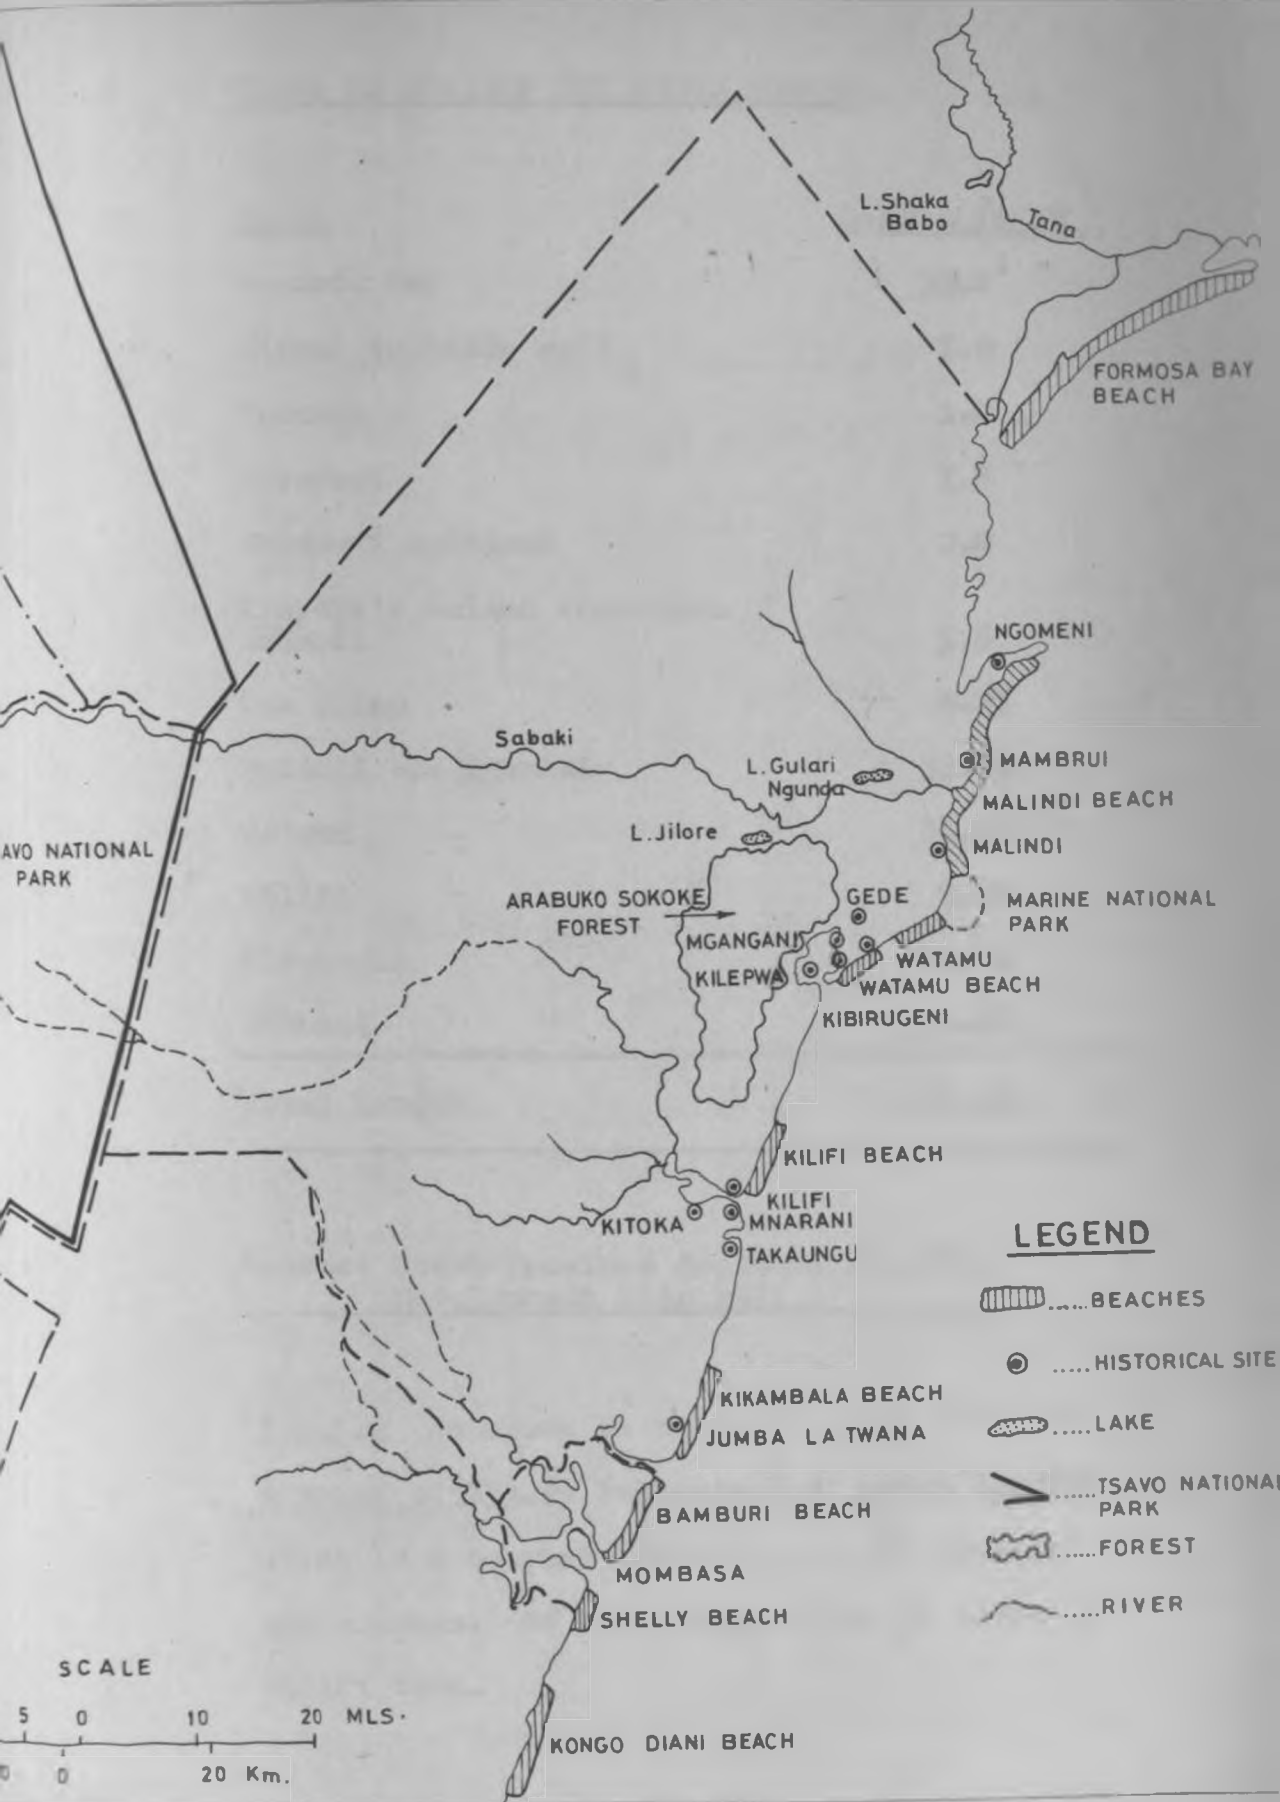 L.Shaka
Babo
Tana
FORMOSA BAY
BEACH
NGOMENI
Sabaki
L.Gulari
Ngunda
MAMBRUI
MALINDI BEACH
L.Jilore
MALINDI
AVO NATIONAL
PARK
ARABUKO SOKOKE
FOREST
GEDE
MARINE NATIONAL
PARK
MGANGANI
WATAMU
KILEPWA
WATAMU BEACH
KIBIRUGENI
KILIFI BEACH
KILIFI
KITOKA
MNARANI
TAKAUNGU
LEGEND
.....BEACHES
.....HISTORICAL SITE
.....LAKE
......TSAVO NATIONAL
PARK
......FOREST
.....RIVER
KIKAMBALA BEACH
JUMBA LA TWANA
BAMBURI BEACH
MOMBASA
SHELLY BEACH
KONGO DIANI BEACH
SCALE
5 0 10 20 MLS.
0 0 20 Km.